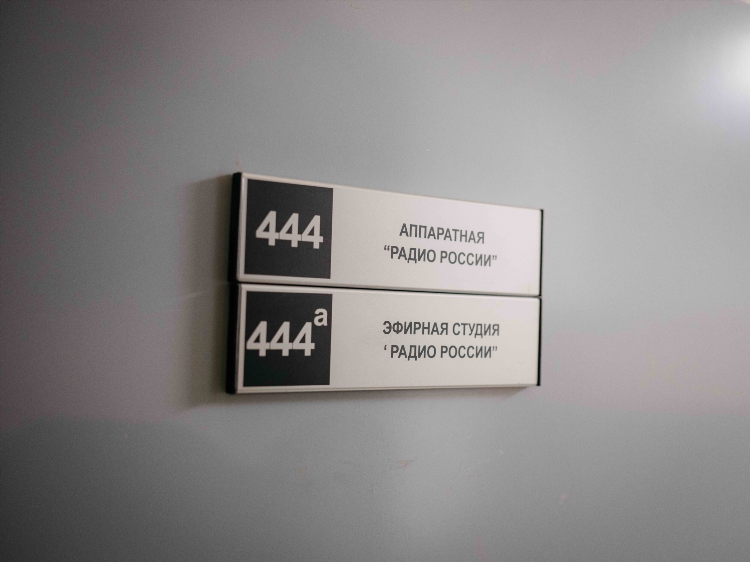 444
АППАРАТНАЯ
“РАДИО РОССИИ”
444а
ЭФИРНАЯ СТУДИЯ
‘ РАДИО РОССИИ”